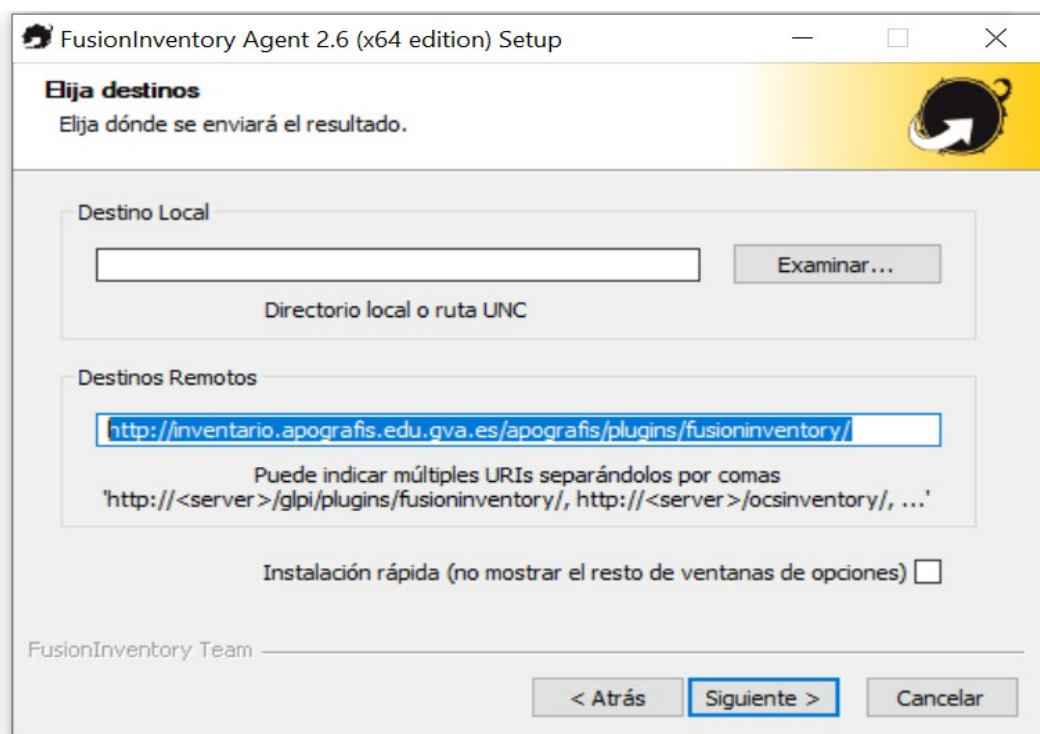 FusionInventory Agent 2.6 (x64 edition) Setup
Elija destinos
Elija dónde se enviará el resultado.
Destino Local
Examinar...
Directorio local o ruta UNC
Destinos Remotos
http://inventario.apografis.edu.gva.es/apografis/plugins/fusioninventory/
Puede indicar múltiples URIs separándolos por comas
'http://<server>/glpi/plugins/fusioninventory/, http://<server>/ocsinventory/, ...'
Instalación rápida (no mostrar el resto de ventanas de opciones)
FusionInventory Team
< Atrás Siguiente > Cancelar